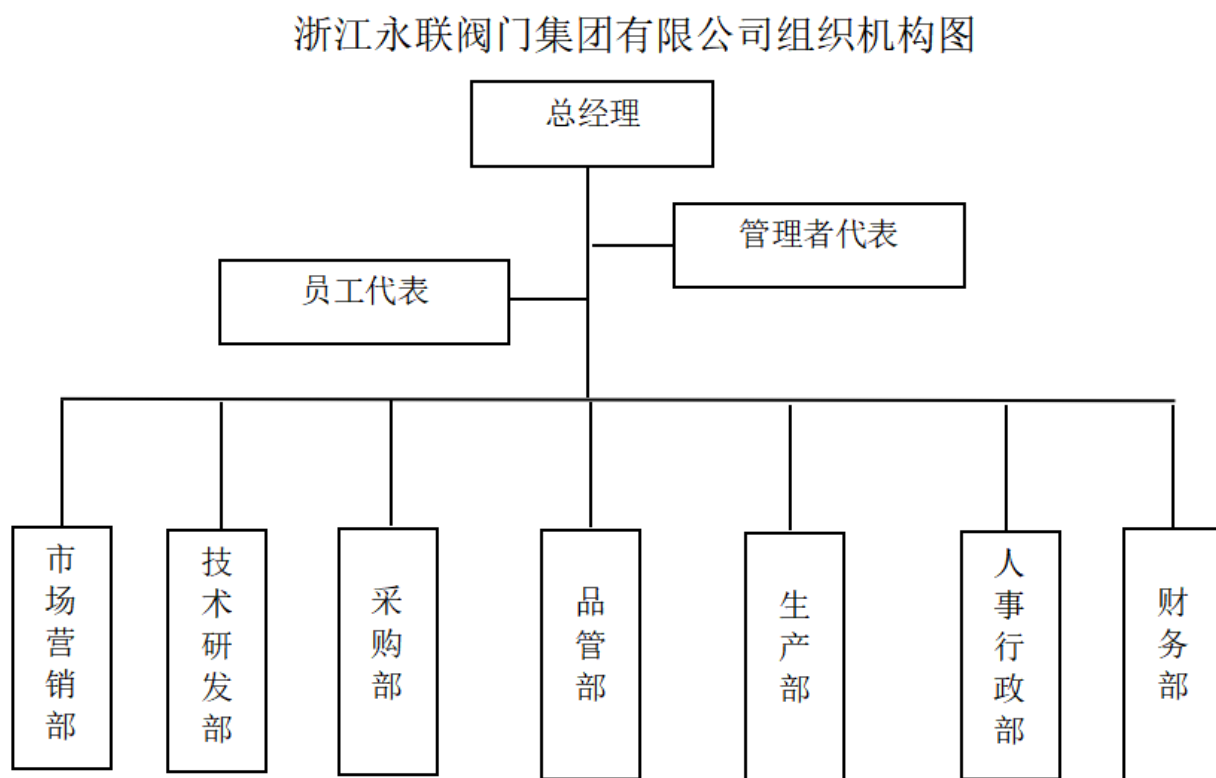 浙江永联阀门集团有限公司组织机构图
总经理
管理者代表
员工代表
市场营销部
技术研发部
采购部
品管部
生产部
人事行政部
财务部